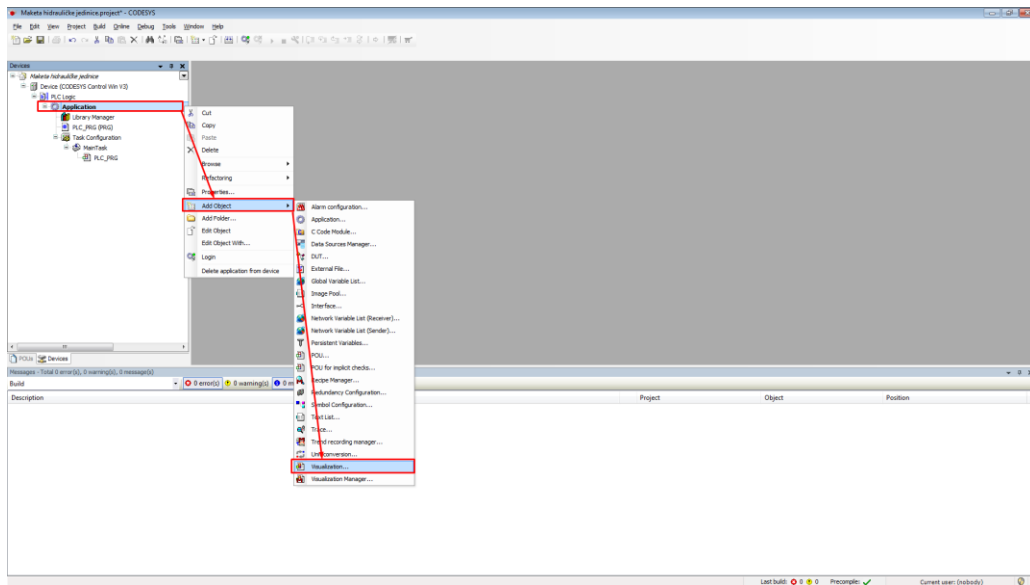 Maketa hidrauličke jedinice.project* - CODESYS
File Edit View Project Build Online Debug Tools Window Help
Devices
Maketa hidrauličke jedinice
Device (CODESYS Control Win V3)
PLC Logic
Application
Library Manager
PLC_PRG (PRG)
Task Configuration
MainTask
PLC_PRG
Cut
Copy
Paste
Delete
Browse
Refactoring
Properties...
Add Object
Add Folder...
Edit Object
Edit Object With...
Login
Delete application from device
Alarm configuration...
Application...
C Code Module...
Data Sources Manager...
DUT...
External File...
Global Variable List...
Image Pool...
Interface...
Network Variable List (Receiver)...
Network Variable List (Sender)...
Persistent Variables...
POU...
POU for implicit checks...
Recipe Manager...
Redundancy Configuration...
Symbol Configuration...
Text List...
Trace...
Trend recording manager...
Unit conversion...
Visualization...
Visualization Manager...
POUs Devices
Messages - Total 0 error(s), 0 warning(s), 0 message(s)
Build 0 error(s) 0 warning(s) 0 m
Description Project Object Position
Last build: 0 0 Precompile: Current user: (nobody)